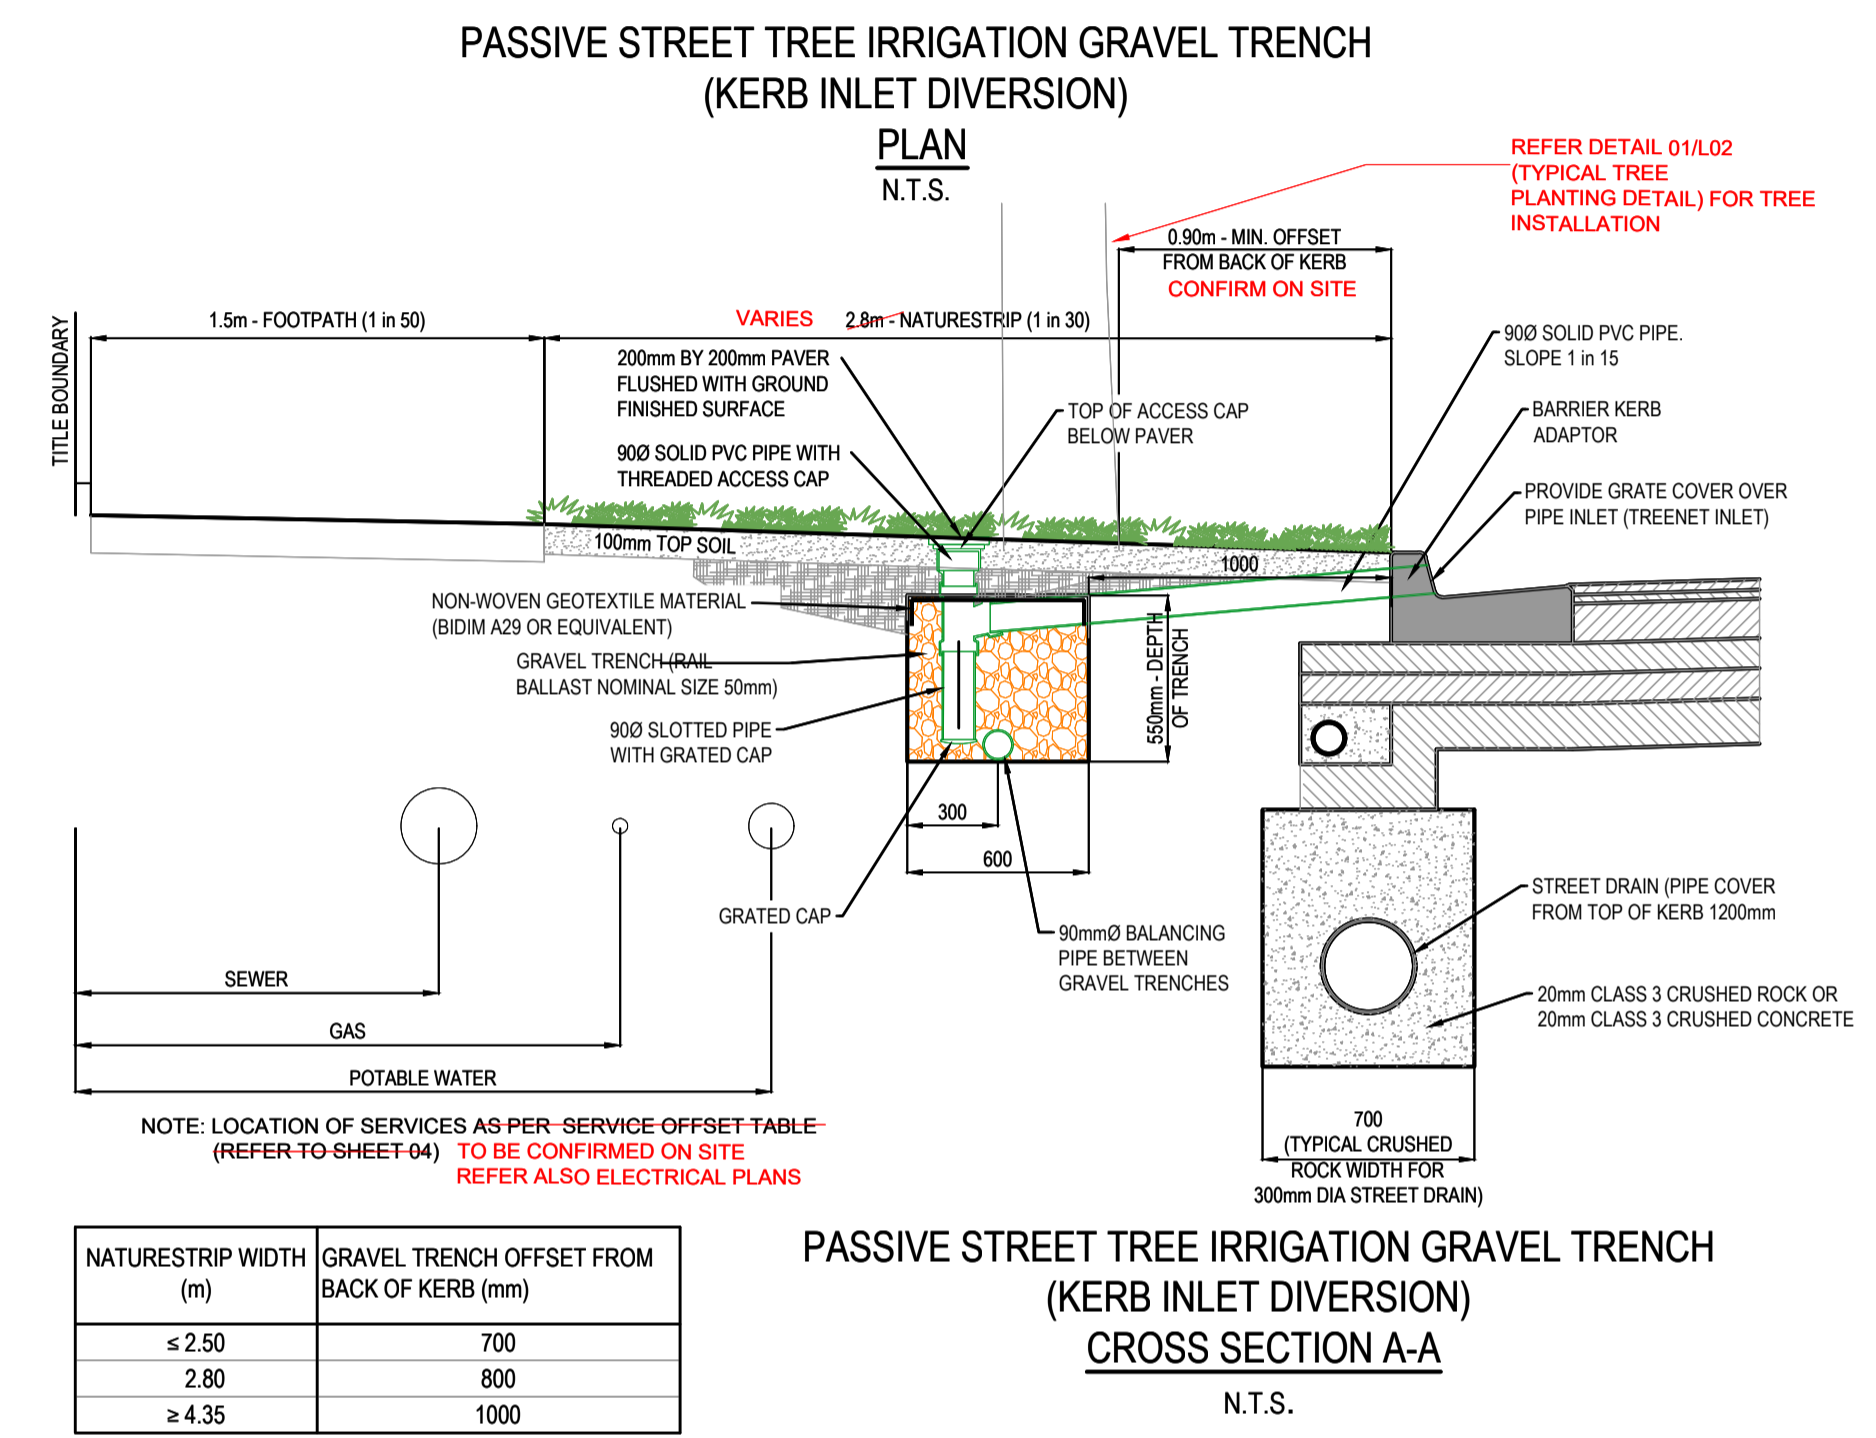 PASSIVE STREET TREE IRRIGATION GRAVEL TRENCH
(KERB INLET DIVERSION)
PLAN
N.T.S.
REFER DETAIL 01/L02
(TYPICAL TREE
PLANTING DETAIL) FOR TREE
INSTALLATION
0.90m - MIN. OFFSET
FROM BACK OF KERB
CONFIRM ON SITE
TITLE BOUNDARY
1.5m - FOOTPATH (1 in 50)
VARIES 2.8m - NATURESTRIP (1 in 30)
200mm BY 200mm PAVER
FLUSHED WITH GROUND
FINISHED SURFACE
90Ø SOLID PVC PIPE WITH
THREADED ACCESS CAP
TOP OF ACCESS CAP
BELOW PAVER
90Ø SOLID PVC PIPE.
SLOPE 1 in 15
BARRIER KERB
ADAPTOR
PROVIDE GRATE COVER OVER
PIPE INLET (TREENET INLET)
100mm TOP SOIL
1000
NON-WOVEN GEOTEXTILE MATERIAL
(BIDIM A29 OR EQUIVALENT)
GRAVEL TRENCH (RAIL
BALLAST NOMINAL SIZE 50mm)
90Ø SLOTTED PIPE
WITH GRATED CAP
550mm - DEPTH
OF TRENCH
300
600
GRATED CAP
90mmØ BALANCING
PIPE BETWEEN
GRAVEL TRENCHES
STREET DRAIN (PIPE COVER
FROM TOP OF KERB 1200mm
20mm CLASS 3 CRUSHED ROCK OR
20mm CLASS 3 CRUSHED CONCRETE
SEWER
GAS
POTABLE WATER
NOTE: LOCATION OF SERVICES AS PER SERVICE OFFSET TABLE
(REFER TO SHEET 04) TO BE CONFIRMED ON SITE
REFER ALSO ELECTRICAL PLANS
700
(TYPICAL CRUSHED
ROCK WIDTH FOR
300mm DIA STREET DRAIN)
NATURESTRIP WIDTH
(m)
GRAVEL TRENCH OFFSET FROM
BACK OF KERB (mm)
≤ 2.50 700
2.80 800
≥ 4.35 1000
PASSIVE STREET TREE IRRIGATION GRAVEL TRENCH
(KERB INLET DIVERSION)
CROSS SECTION A-A
N.T.S.